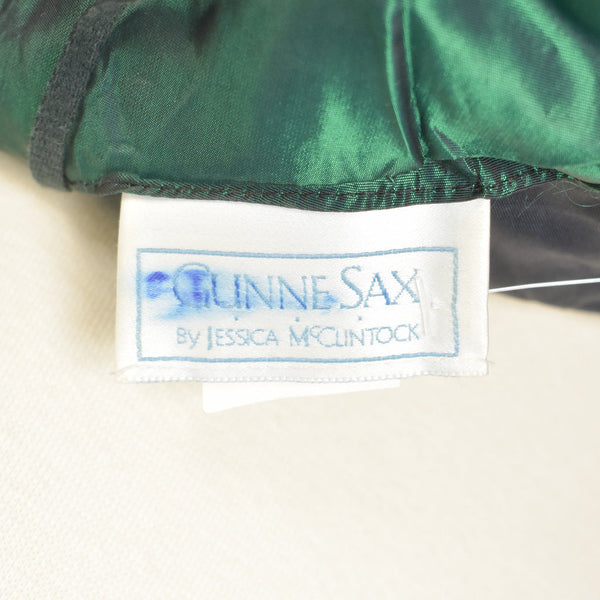 GUNNE SAX
BY JESSICA MCCLINTOCK